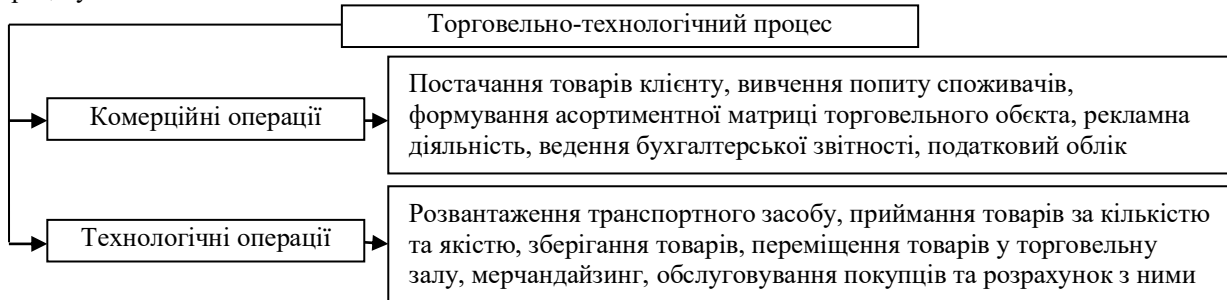 Торговельно-технологічний процес
Комерційні операції
Постачання товарів клієнту, вивчення попиту споживачів,
формування асортиментної матриці торговельного обєкта, рекламна
діяльність, ведення бухгалтерської звітності, податковий облік
Технологічні операції
Розвантаження транспортного засобу, приймання товарів за кількістю
та якістю, зберігання товарів, переміщення товарів у торговельну
залу, мерчандайзинг, обслуговування покупців та розрахунок з ними